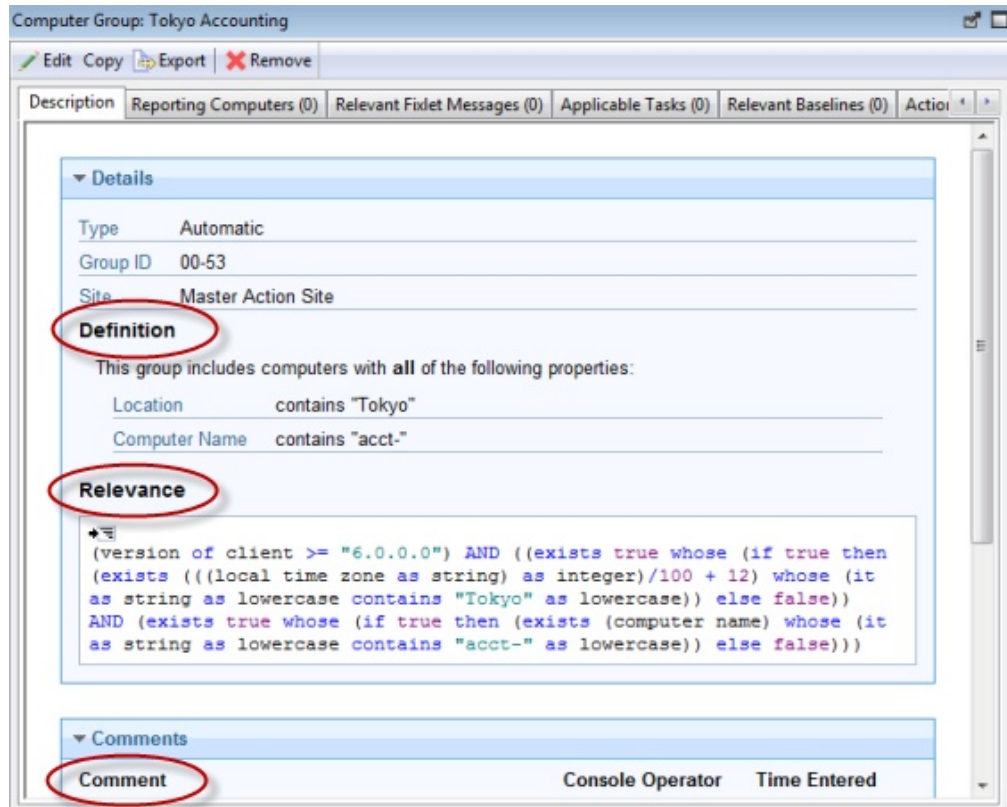 Computer Group: Tokyo Accounting
Edit Copy Export Remove
Description Reporting Computers (0) Relevant Fixlet Messages (0) Applicable Tasks (0) Relevant Baselines (0) Action
Details
Type Automatic
Group ID 00-53
Site Master Action Site
Definition
This group includes computers with all of the following properties:
Location contains "Tokyo"
Computer Name contains "acct-"
Relevance
(version of client >= "6.0.0.0") AND ((exists true whose (if true then
(exists (((local time zone as string) as integer)/100 + 12) whose (it
as string as lowercase contains "Tokyo" as lowercase)) else false))
AND (exists true whose (if true then (exists (computer name) whose (it
as string as lowercase contains "acct-" as lowercase)) else false)))
Comments
Comment Console Operator Time Entered